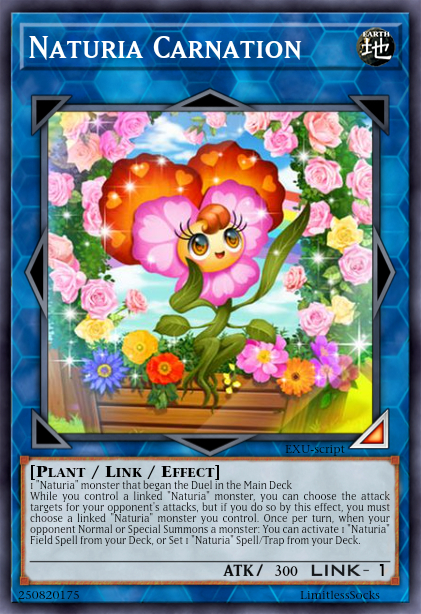 NATURIA CARNATION
EARTH
地
EXU-script
[PLANT / LINK / EFFECT]
1 "Naturia" monster that began the Duel in the Main Deck
While you control a linked "Naturia" monster, you can choose the attack
targets for your opponent's attacks, but if you do so by this effect, you must
choose a linked "Naturia" monster you control. Once per turn, when your
opponent Normal or Special Summons a monster: You can activate 1 "Naturia"
Field Spell from your Deck, or Set 1 "Naturia" Spell/Trap from your Deck.
ATK/ 300 LINK- 1
250820175 LimitlessSocks